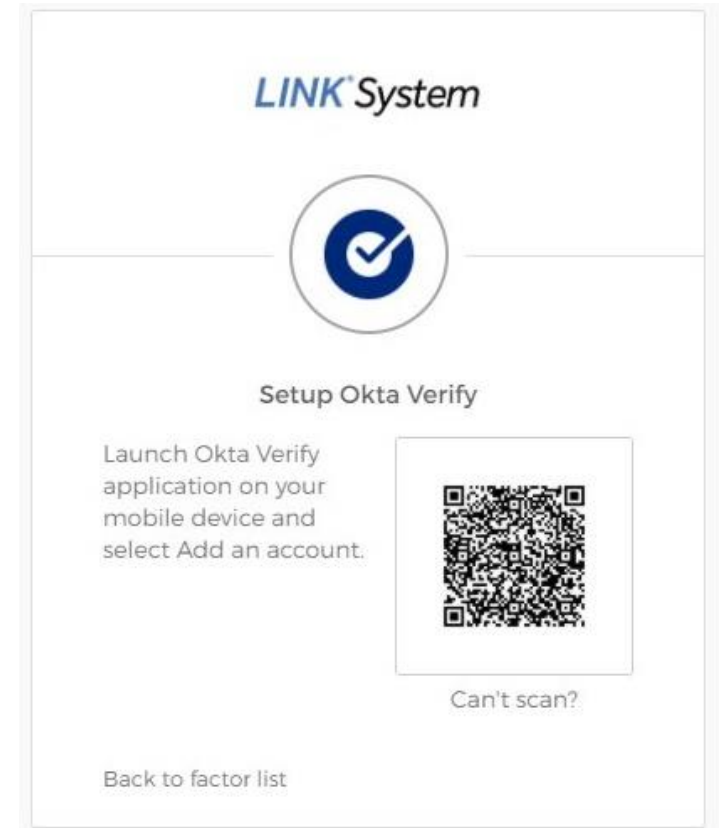 LINK® System
Setup Okta Verify
Launch Okta Verify
application on your
mobile device and
select Add an account.
Can't scan?
Back to factor list